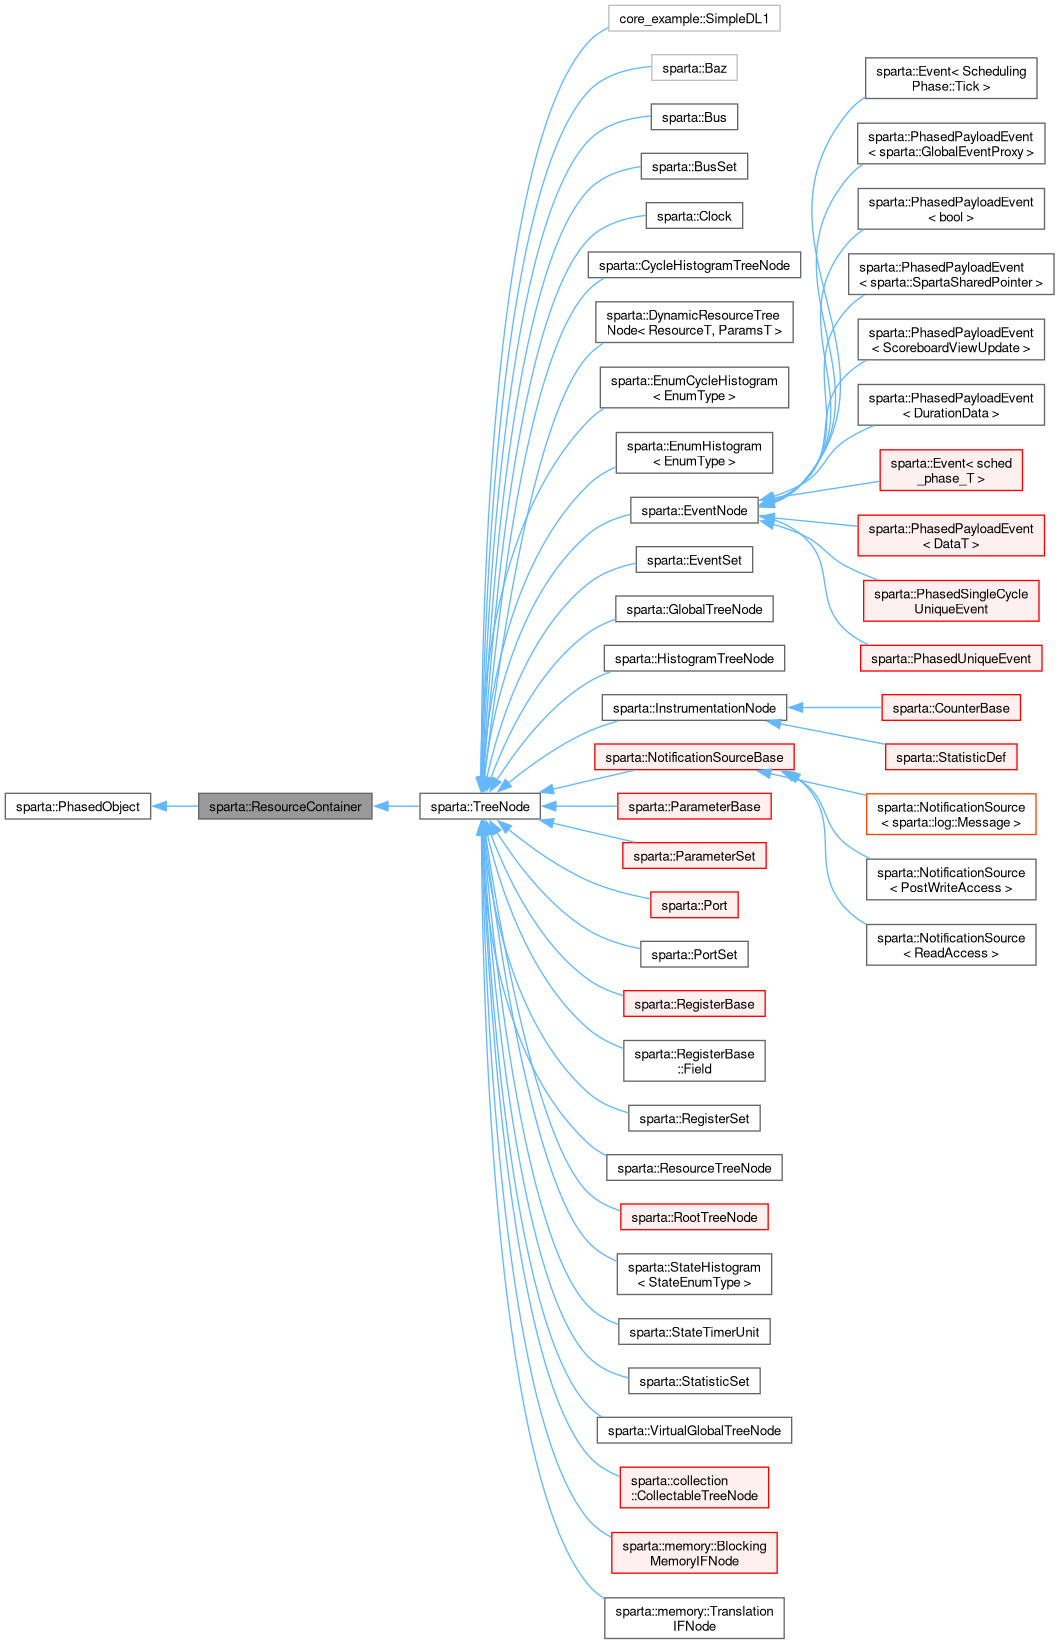 sparta::PhasedObject
sparta::ResourceContainer
sparta::TreeNode
core_example::SimpleDL1
sparta::Baz
sparta::Bus
sparta::BusSet
sparta::Clock
sparta::CycleHistogramTreeNode
sparta::DynamicResourceTree
Node< ResourceT, ParamsT >
sparta::EnumCycleHistogram
< EnumType >
sparta::EnumHistogram
< EnumType >
sparta::EventNode
sparta::EventSet
sparta::GlobalTreeNode
sparta::HistogramTreeNode
sparta::InstrumentationNode
sparta::NotificationSourceBase
sparta::ParameterBase
sparta::ParameterSet
sparta::Port
sparta::PortSet
sparta::RegisterBase
sparta::RegisterBase
::Field
sparta::RegisterSet
sparta::ResourceTreeNode
sparta::RootTreeNode
sparta::StateHistogram
< StateEnumType >
sparta::StateTimerUnit
sparta::StatisticSet
sparta::VirtualGlobalTreeNode
sparta::collection
::CollectableTreeNode
sparta::memory::Blocking
MemoryIFNode
sparta::memory::Translation
IFNode
sparta::Event< Scheduling
Phase::Tick >
sparta::PhasedPayloadEvent
< sparta::GlobalEventProxy >
sparta::PhasedPayloadEvent
< bool >
sparta::PhasedPayloadEvent
< sparta::SpartaSharedPointer >
sparta::PhasedPayloadEvent
< ScoreboardViewUpdate >
sparta::PhasedPayloadEvent
< DurationData >
sparta::Event< sched
_phase_T >
sparta::PhasedPayloadEvent
< DataT >
sparta::PhasedSingleCycle
UniqueEvent
sparta::PhasedUniqueEvent
sparta::CounterBase
sparta::StatisticDef
sparta::NotificationSource
< sparta::log::Message >
sparta::NotificationSource
< PostWriteAccess >
sparta::NotificationSource
< ReadAccess >